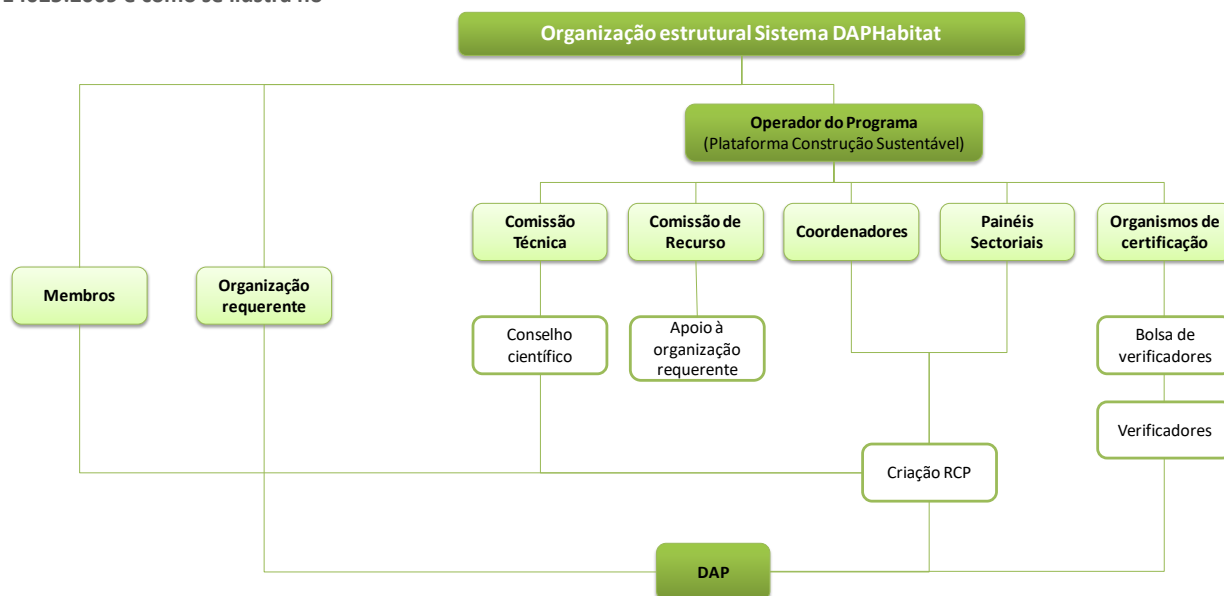 Organização estrutural Sistema DAPHabitat
Operador do Programa
(Plataforma Construção Sustentável)
Comissão
Técnica
Comissão de
Recurso
Coordenadores
Painéis
Sectoriais
Organismos de
certificação
Membros
Organização
requerente
Conselho
científico
Apoio à
organização
requerente
Bolsa de
verificadores
Verificadores
Criação RCP
DAP